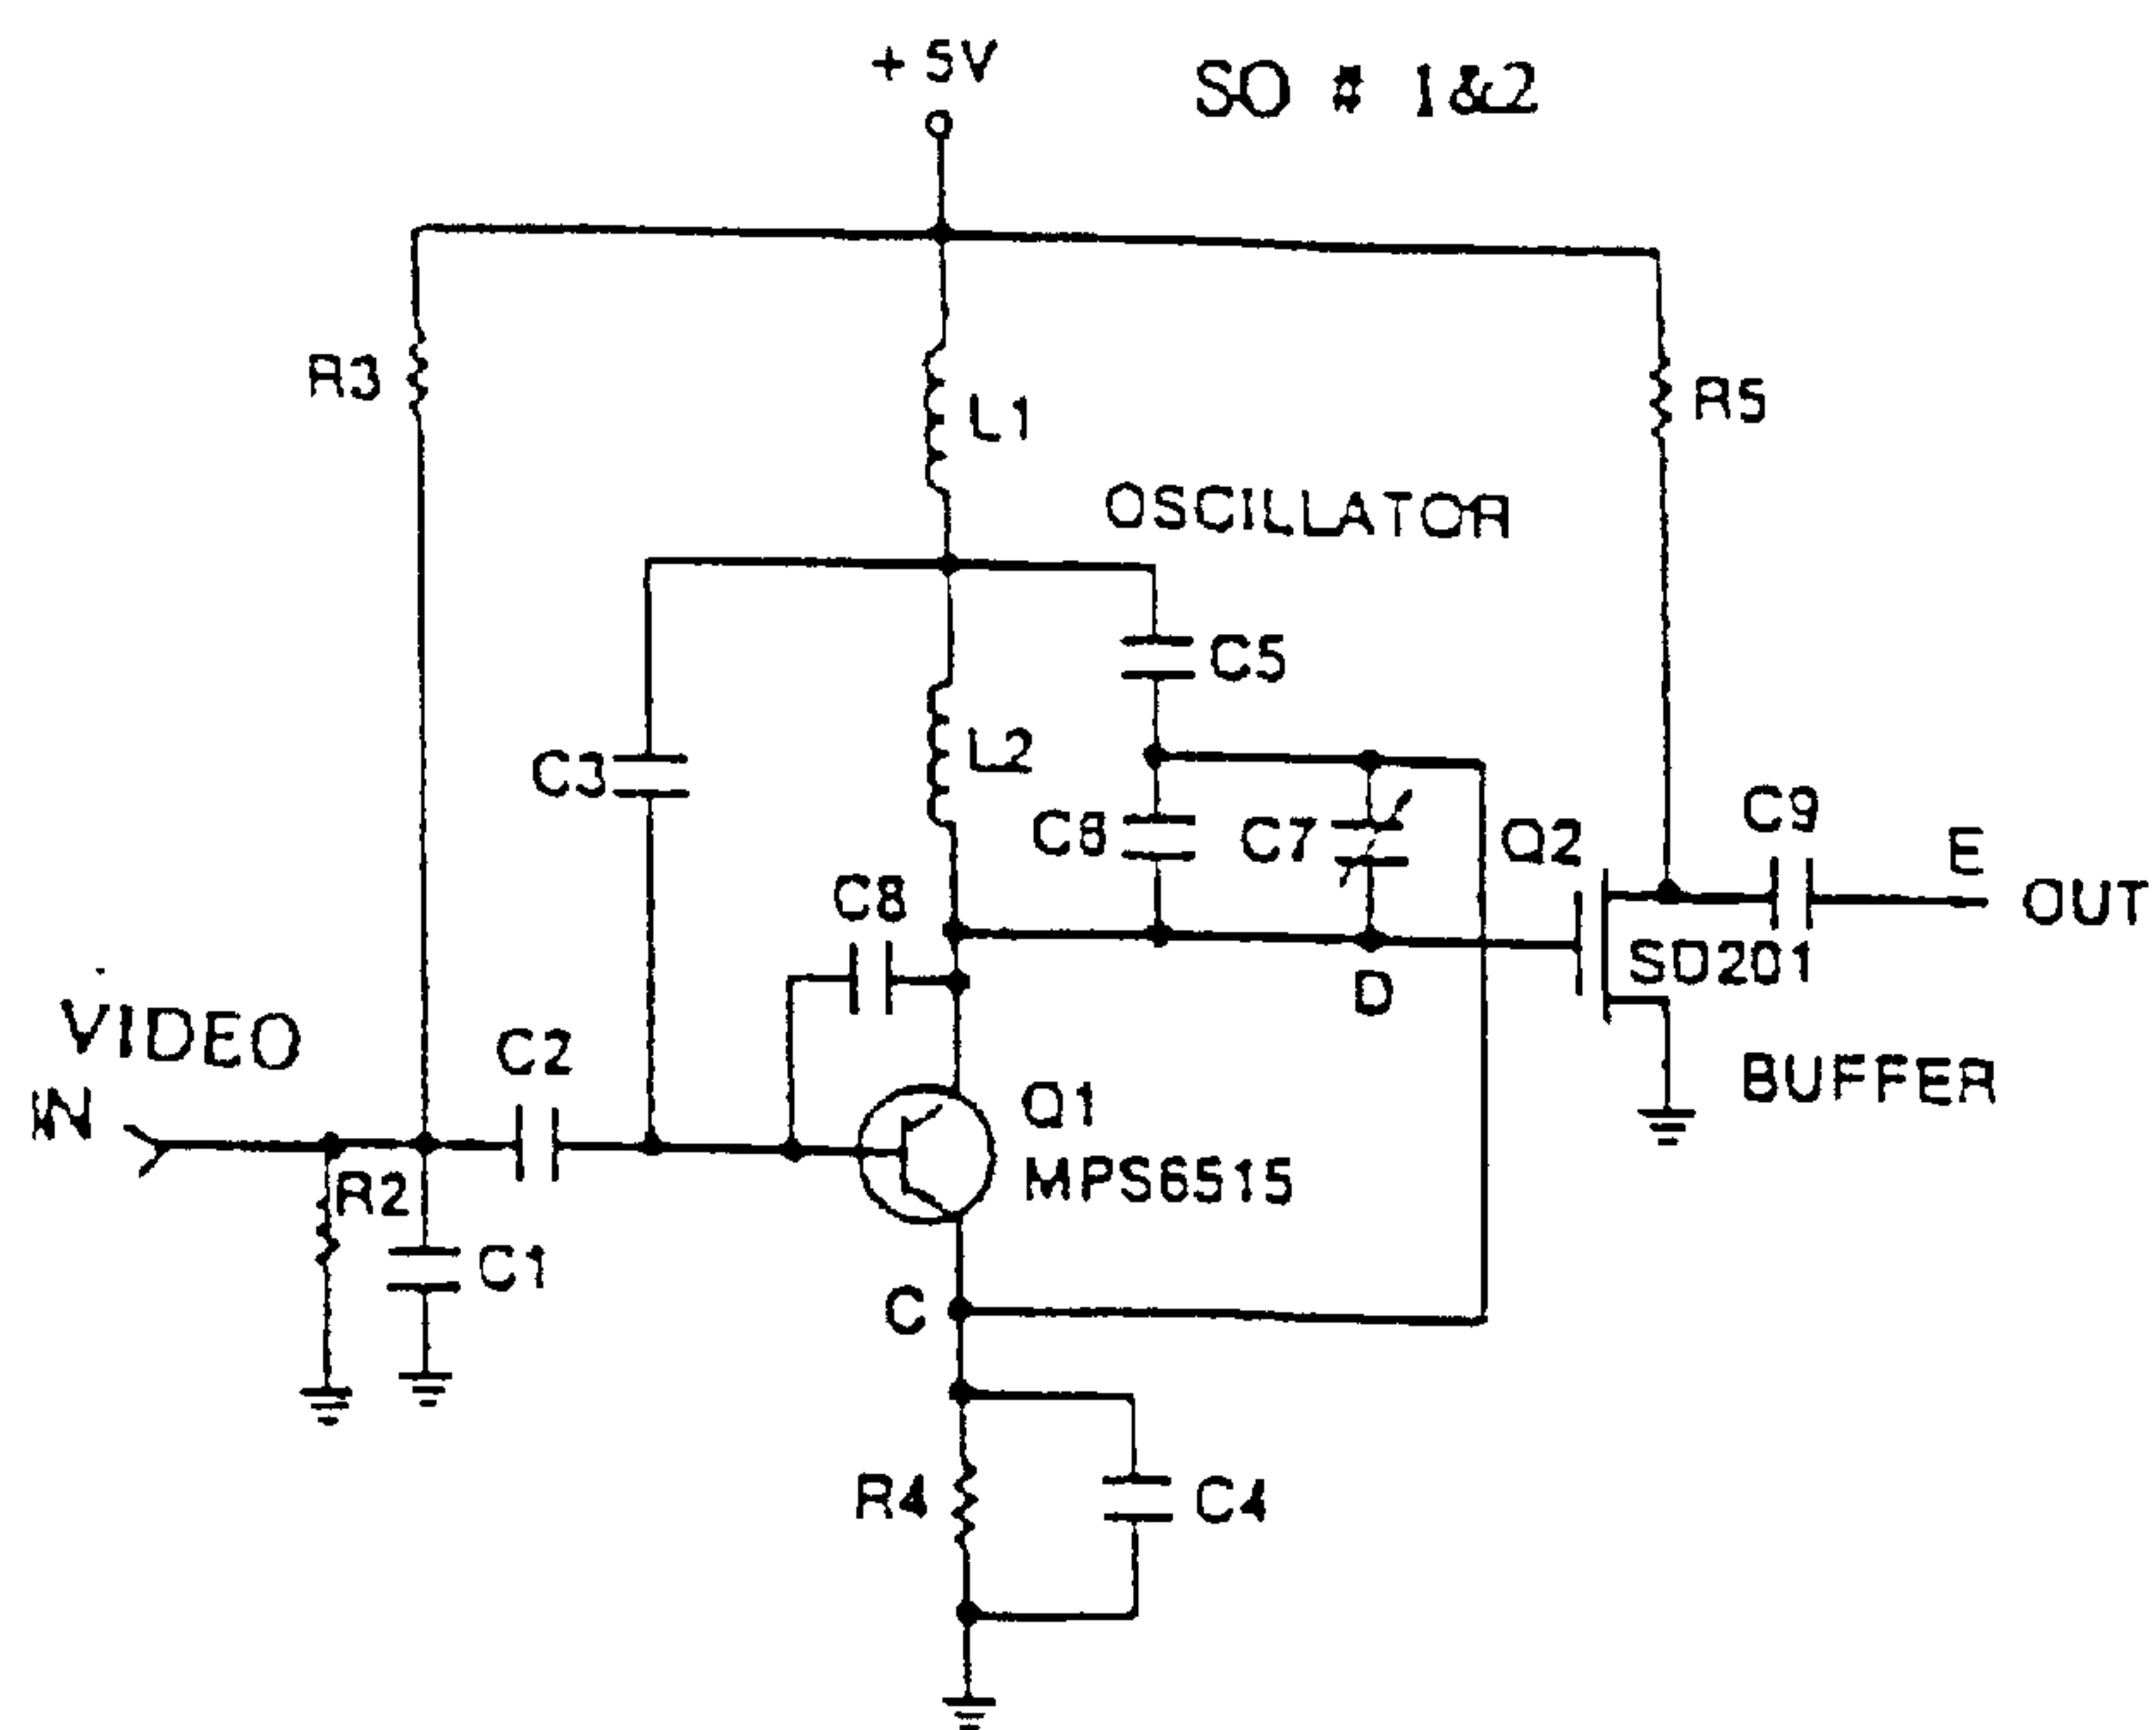 + 5V
SO # 1&2
R3
L1
R5
OSCILLATOR
C5
C3
L2
C6
C7
Q2
C9
E
OUT
C8
SD201
D
VIDEO
IN
C2
Q1
MPS6515
BUFFER
R2
C1
C
R4
C4